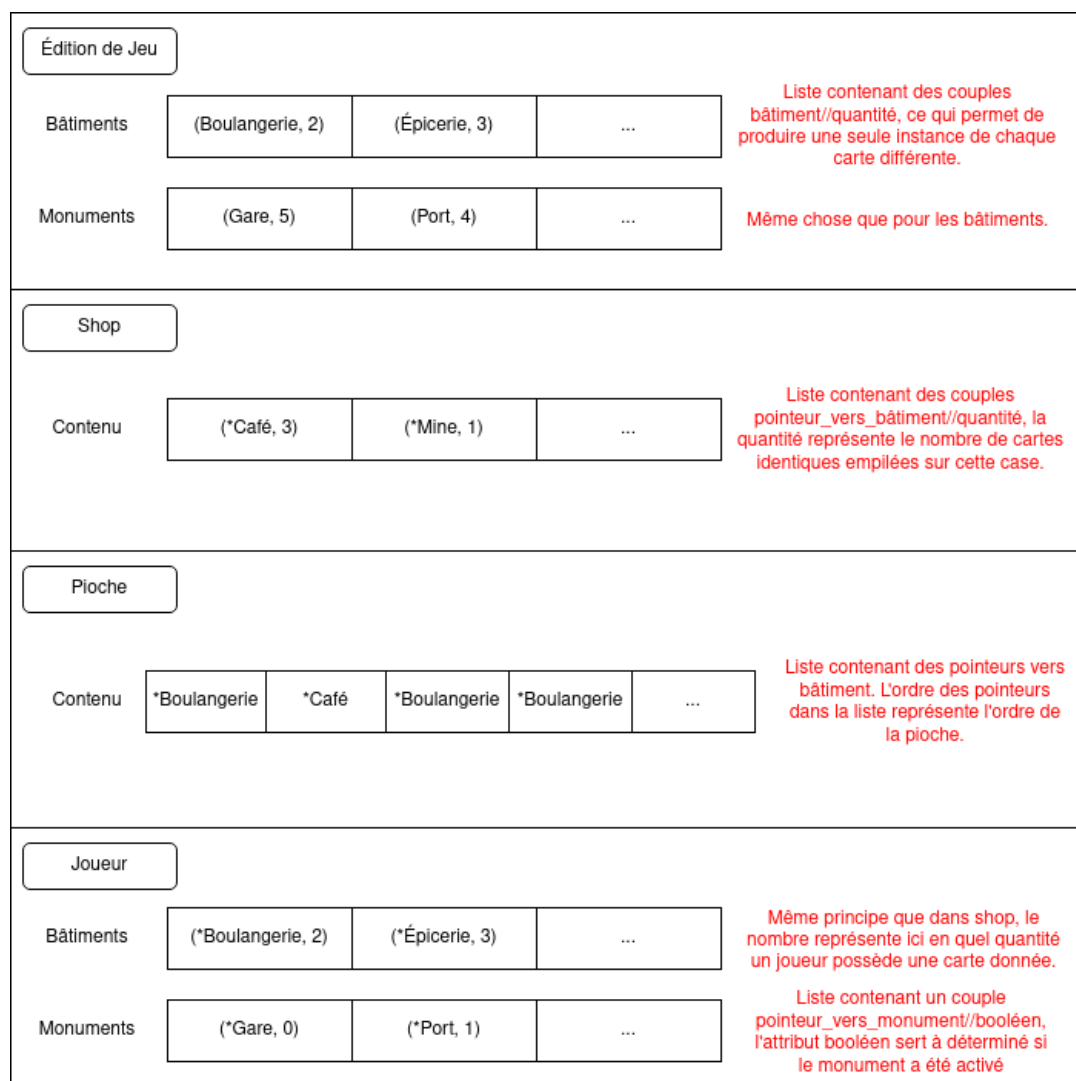 Édition de Jeu
Bâtiments
(Boulangerie, 2)
(Épicerie, 3)
...
Liste contenant des couples
bâtiment//quantité, ce qui permet de
produire une seule instance de chaque
carte différente.
Monuments
(Gare, 5)
(Port, 4)
...
Même chose que pour les bâtiments.
Shop
Contenu
(*Café, 3)
(*Mine, 1)
...
Liste contenant des couples
pointeur_vers_bâtiment//quantité, la
quantité représente le nombre de cartes
identiques empilées sur cette case.
Pioche
Contenu
*Boulangerie
*Café
*Boulangerie
*Boulangerie
...
Liste contenant des pointeurs vers
bâtiment. L'ordre des pointeurs
dans la liste représente l'ordre de
la pioche.
Joueur
Bâtiments
(*Boulangerie, 2)
(*Épicerie, 3)
...
Même principe que dans shop, le
nombre représente ici en quel quantité
un joueur possède une carte donnée.
Monuments
(*Gare, 0)
(*Port, 1)
...
Liste contenant un couple
pointeur_vers_monument//booléen,
l'attribut booléen sert à déterminé si
le monument a été activé